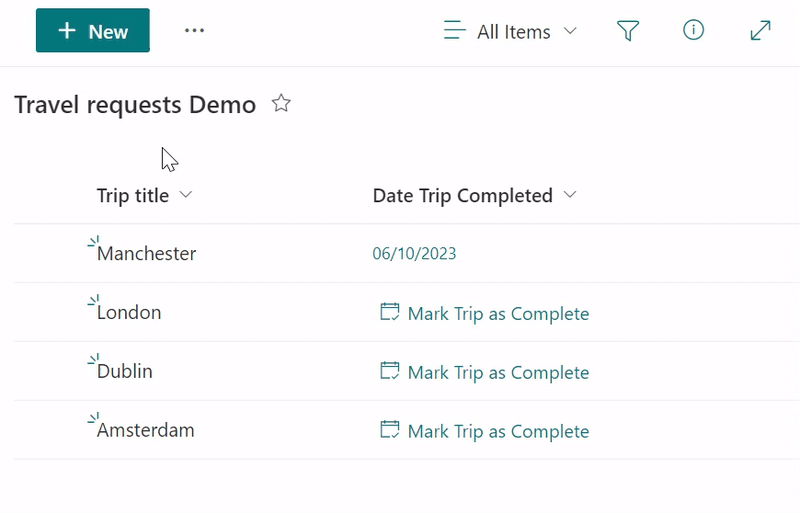 + New ··· All Items
Travel requests Demo
Trip title Date Trip Completed
Manchester 06/10/2023
London Mark Trip as Complete
Dublin Mark Trip as Complete
Amsterdam Mark Trip as Complete